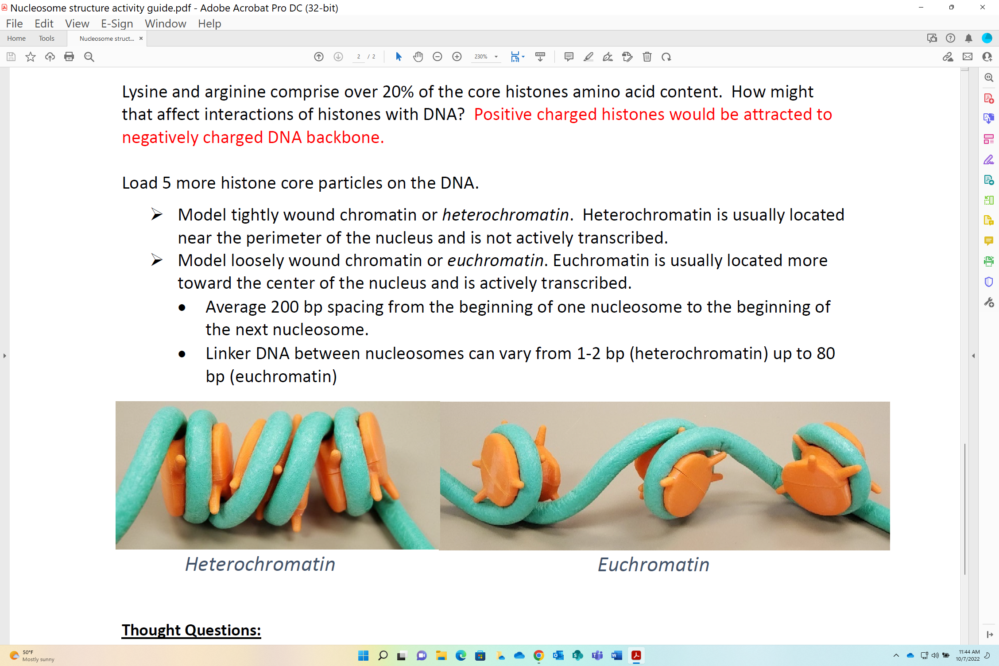 Nucleosome structure activity guide.pdf - Adobe Acrobat Pro DC (32-bit)
File Edit View E-Sign Window Help
Home Tools Nucleosome struct... ×
2 / 2 230%
Lysine and arginine comprise over 20% of the core histones amino acid content. How might
that affect interactions of histones with DNA? Positive charged histones would be attracted to
negatively charged DNA backbone.
Load 5 more histone core particles on the DNA.
➢ Model tightly wound chromatin or heterochromatin. Heterochromatin is usually located
near the perimeter of the nucleus and is not actively transcribed.
➢ Model loosely wound chromatin or euchromatin. Euchromatin is usually located more
toward the center of the nucleus and is actively transcribed.
• Average 200 bp spacing from the beginning of one nucleosome to the beginning of
the next nucleosome.
• Linker DNA between nucleosomes can vary from 1-2 bp (heterochromatin) up to 80
bp (euchromatin)
Heterochromatin Euchromatin
Thought Questions:
50°F
Mostly sunny
11:44 AM
10/7/2022